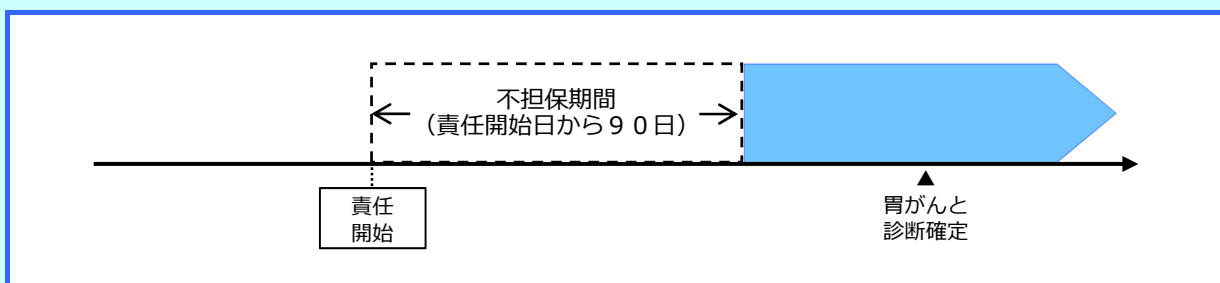 不担保期間
（責任開始日から９０日）
責任
開始
▲
胃がんと
診断確定